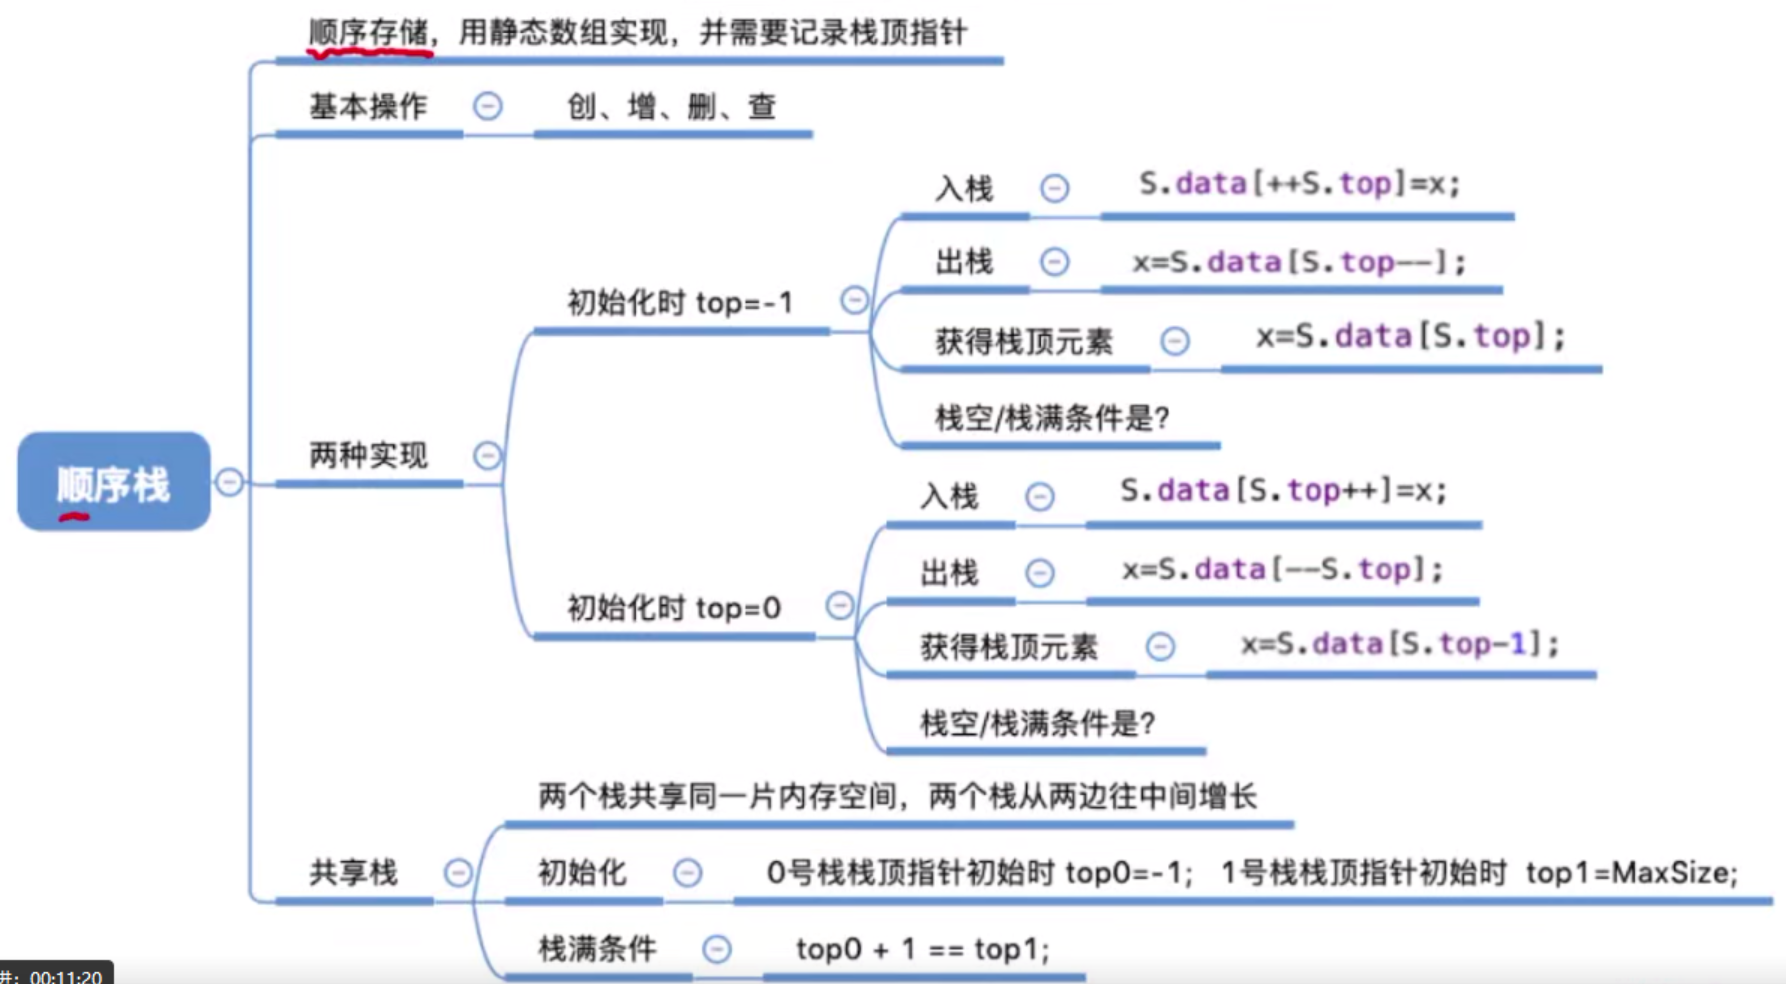 顺序存储，用静态数组实现，并需要记录栈顶指针
基本操作
创、增、删、查
入栈
S.data[++S.top]=x;
出栈
x=S.data[S.top--];
初始化时 top=-1
获得栈顶元素
x=S.data[S.top];
栈空/栈满条件是?
两种实现
顺序栈
入栈
S.data[S.top++]=x;
出栈
x=S.data[--S.top];
初始化时 top=0
获得栈顶元素
x=S.data[S.top-1];
栈空/栈满条件是?
两个栈共享同一片内存空间，两个栈从两边往中间增长
共享栈
初始化
0号栈栈顶指针初始时 top0=-1； 1号栈栈顶指针初始时 top1=MaxSize;
栈满条件
top0 + 1 == top1;
进：00:11:20